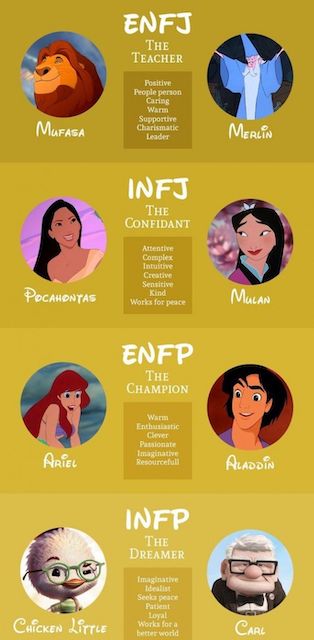 ENFJ
THE
TEACHER
Positive
People person
Caring
Warm
Supportive
Charismatic
Leader
MUFASA
MERLIN
INFJ
THE
CONFIDANT
Attentive
Complex
Intuitive
Creative
Sensitive
Kind
Works for peace
POCAHONTAS
MULAN
ENFP
THE
CHAMPION
Warm
Enthusiastic
Clever
Passionate
Imaginative
Resourcefull
ARIEL
ALADDIN
INFP
THE
DREAMER
Imaginative
Idealist
Seeks peace
Patient
Loyal
Works for a
better world
CHICKEN LITTLE
CARL